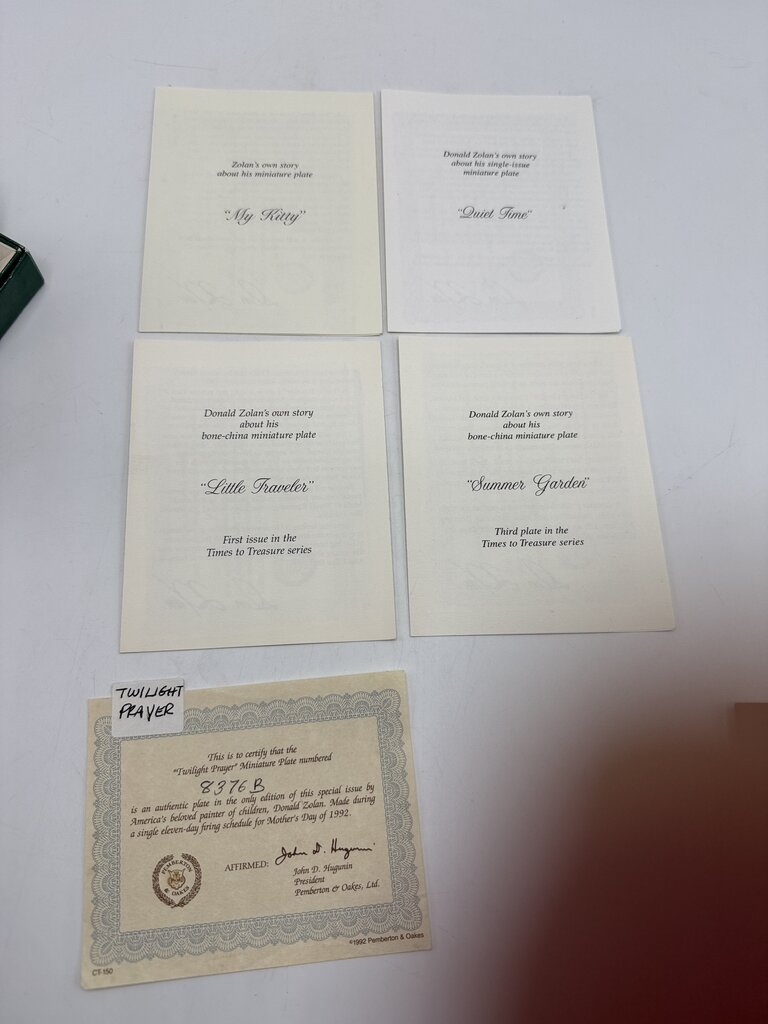 Zolan's own story
about his miniature plate
"My Kitty"
Donald Zolan's own story
about his single-issue
miniature plate
"Quiet Time"
Donald Zolan's own story
about his
bone-china miniature plate
"Little Traveler"
First issue in the
Times to Treasure series
Donald Zolan's own story
about his
bone-china miniature plate
"Summer Garden"
Third plate in the
Times to Treasure series
TWILIGHT
PRAYER
This is to certify that the
"Twilight Prayer" Miniature Plate numbered
8376B
is an authentic plate in the only edition of this special issue by
America's beloved painter of children, Donald Zolan. Made during
a single eleven-day firing schedule for Mother's Day of 1992.
PEMBERTON
& OAKES
AFFIRMED:
John D. Hugunin
John D. Hugunin
President
Pemberton & Oakes, Ltd.
©1992 Pemberton & Oakes
CT-150